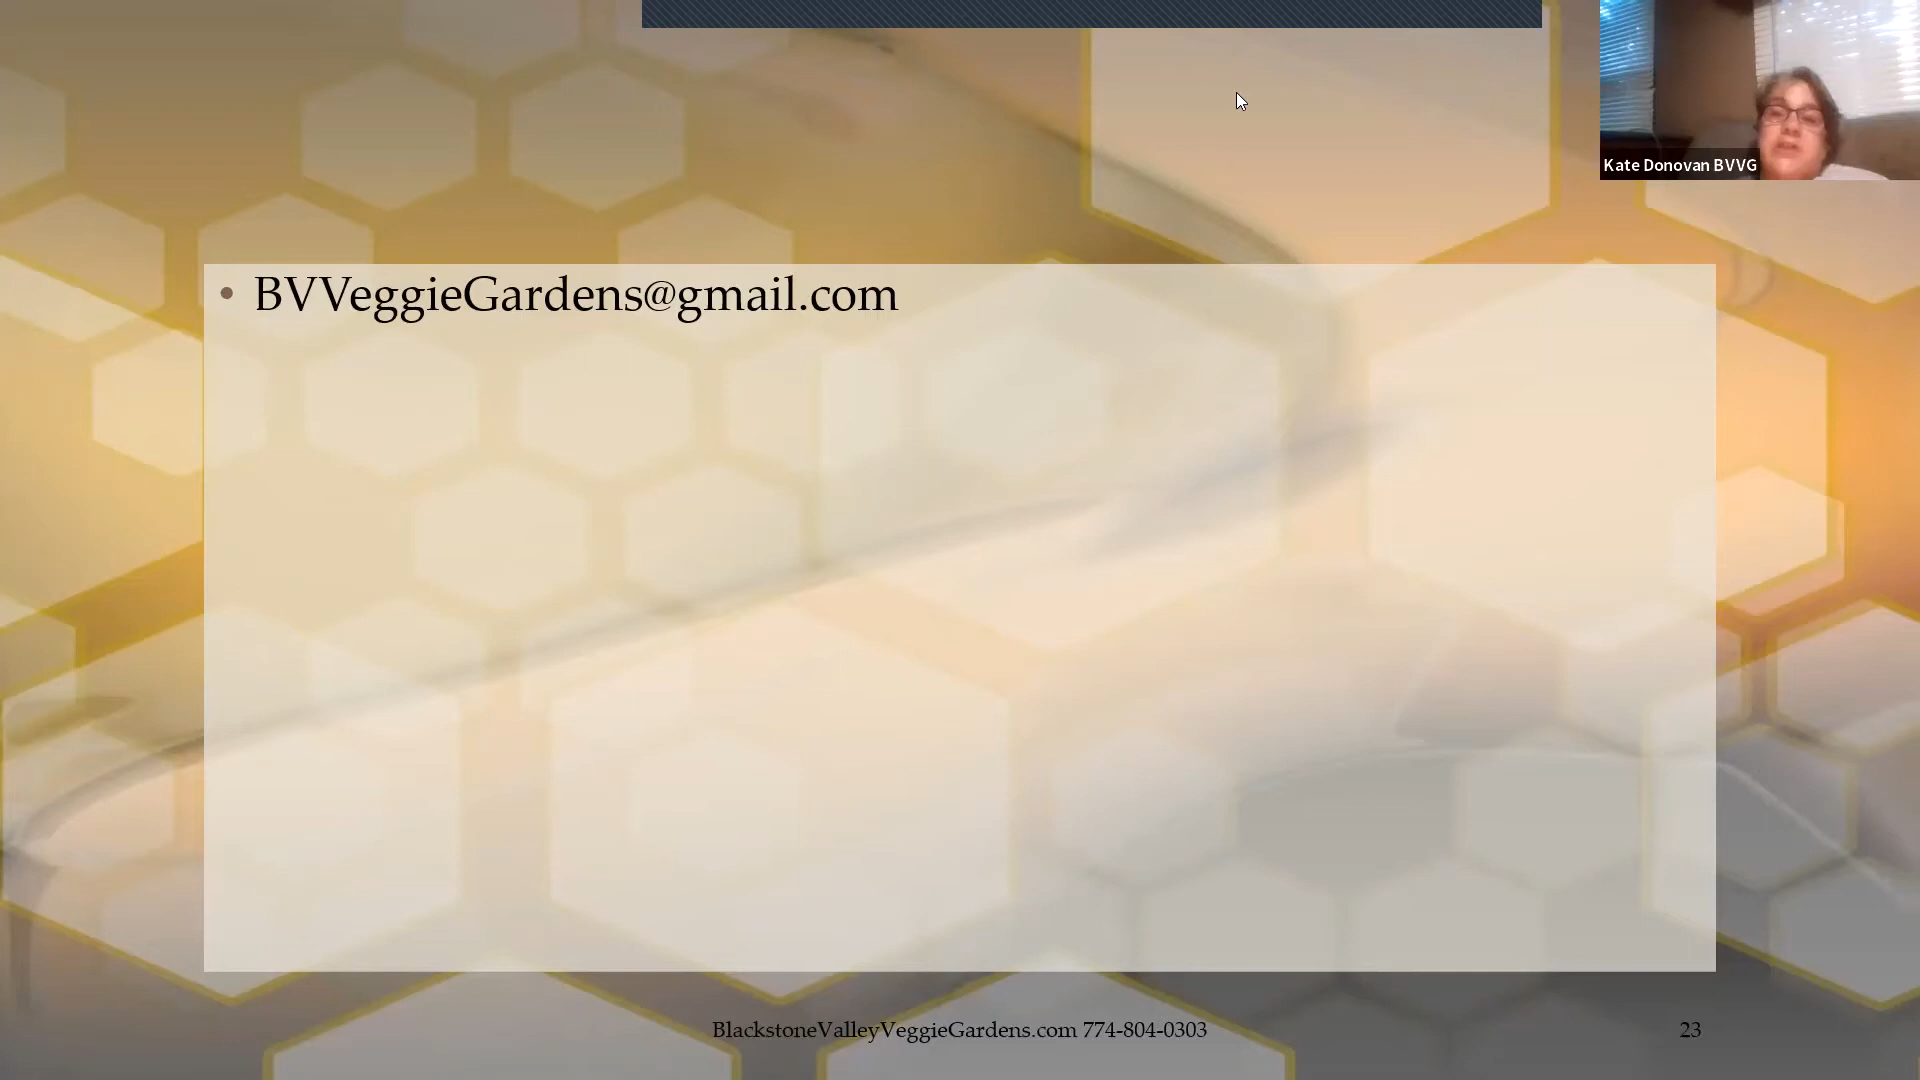 Kate Donovan BVVG
• BVVeggieGardens@gmail.com
BlackstoneValleyVeggieGardens.com 774-804-0303
23